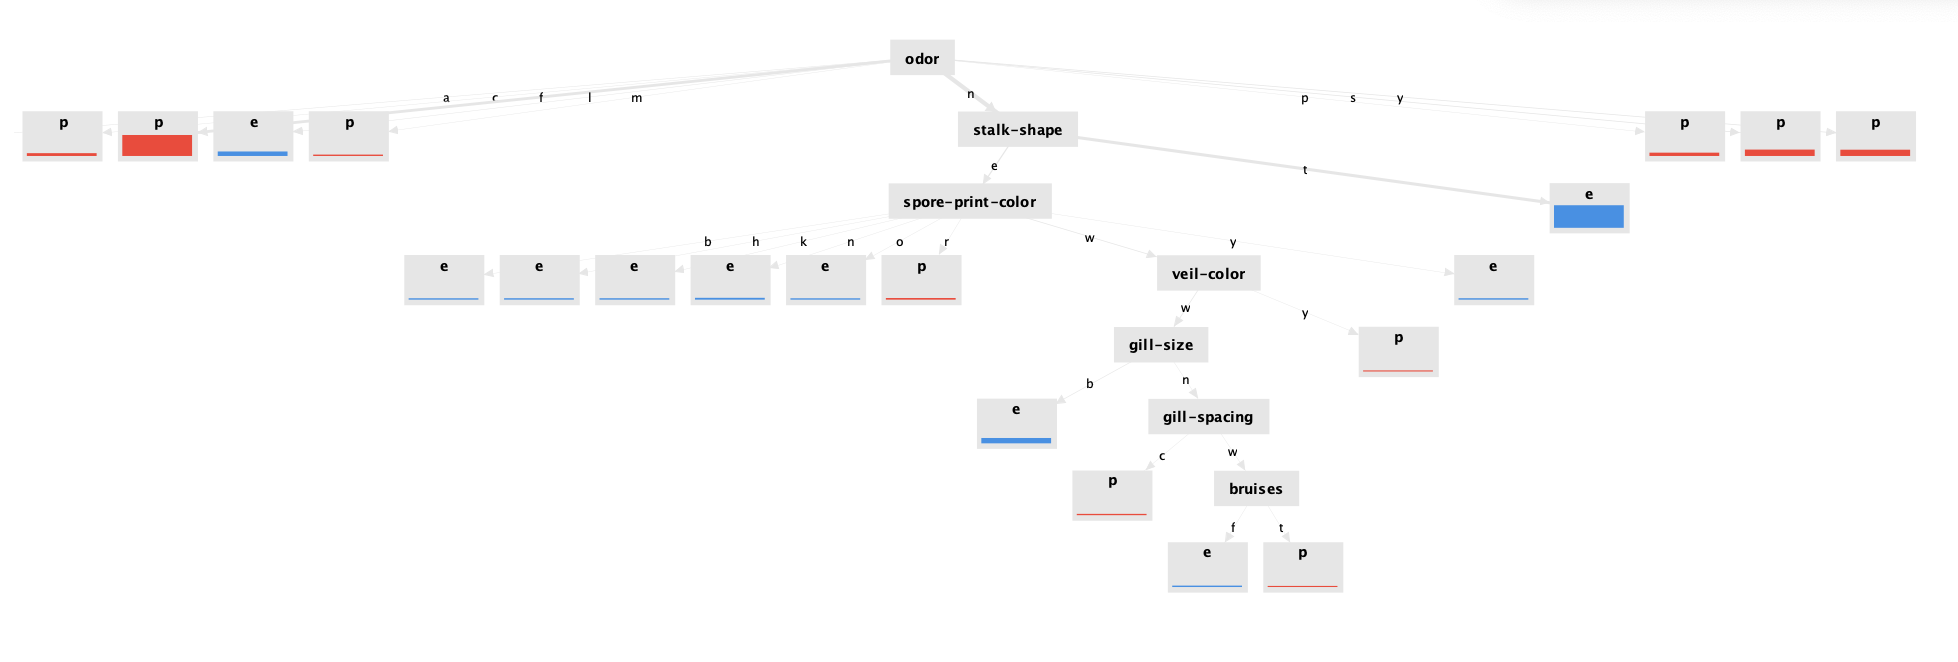 odor
a c f l m n p s y
p p e p stalk-shape p p p
e t
spore-print-color e
b h k n o r w y
e e e e e p veil-color e
w y
gill-size p
b n
e gill-spacing
c w
p bruises
f t
e p